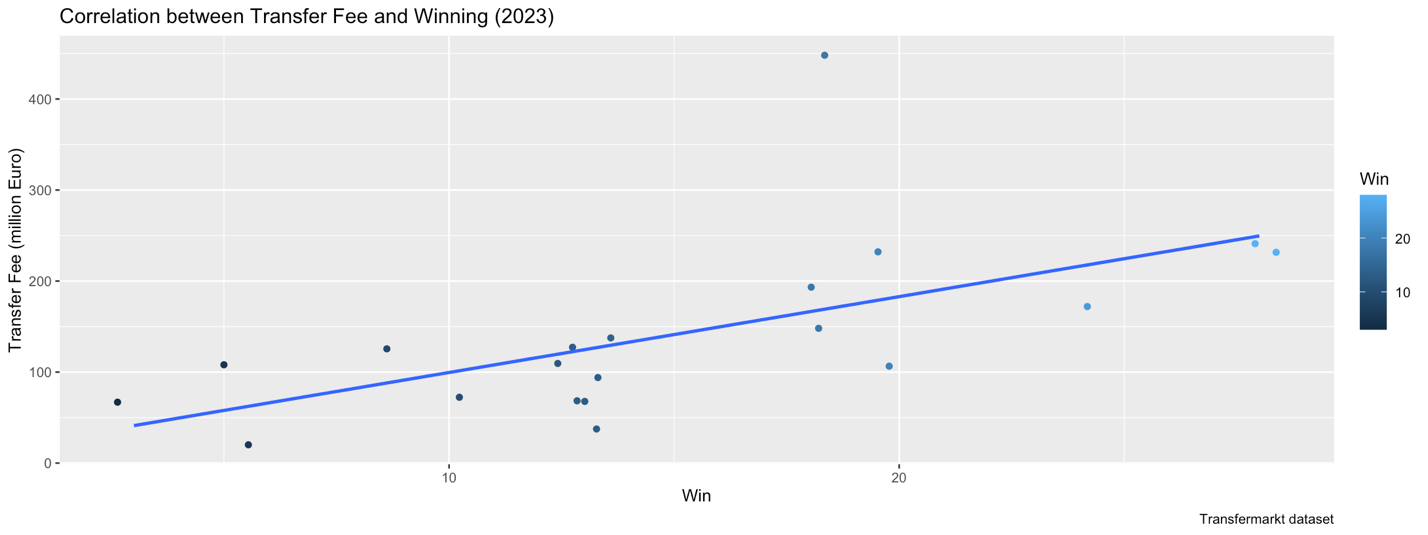 Correlation between Transfer Fee and Winning (2023)
Transfer Fee (million Euro)
400
300
200
100
0
10
20
Win
Win
20
10
Transfermarkt dataset